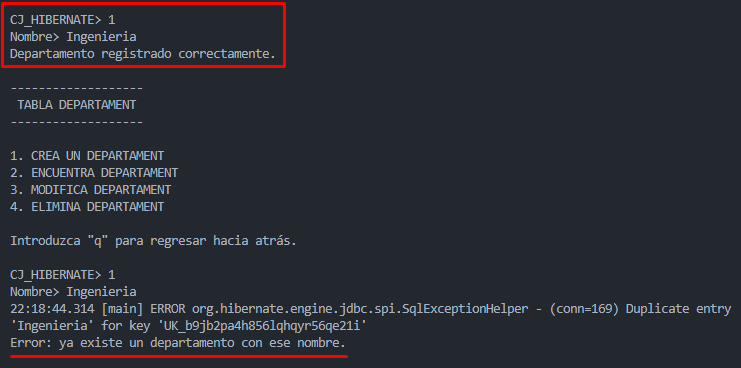 CJ_HIBERNATE> 1
Nombre> Ingenieria
Departamento registrado correctamente.
-------------------
TABLA DEPARTAMENT
-------------------
1. CREA UN DEPARTAMENT
2. ENCUENTRA DEPARTAMENT
3. MODIFICA DEPARTAMENT
4. ELIMINA DEPARTAMENT
Introduzca "q" para regresar hacia atrás.
CJ_HIBERNATE> 1
Nombre> Ingenieria
22:18:44.314 [main] ERROR org.hibernate.engine.jdbc.spi.SqlExceptionHelper - (conn=169) Duplicate entry
'Ingenieria' for key 'UK_b9jb2pa4h856lqhqyr56qe21i'
Error: ya existe un departamento con ese nombre.